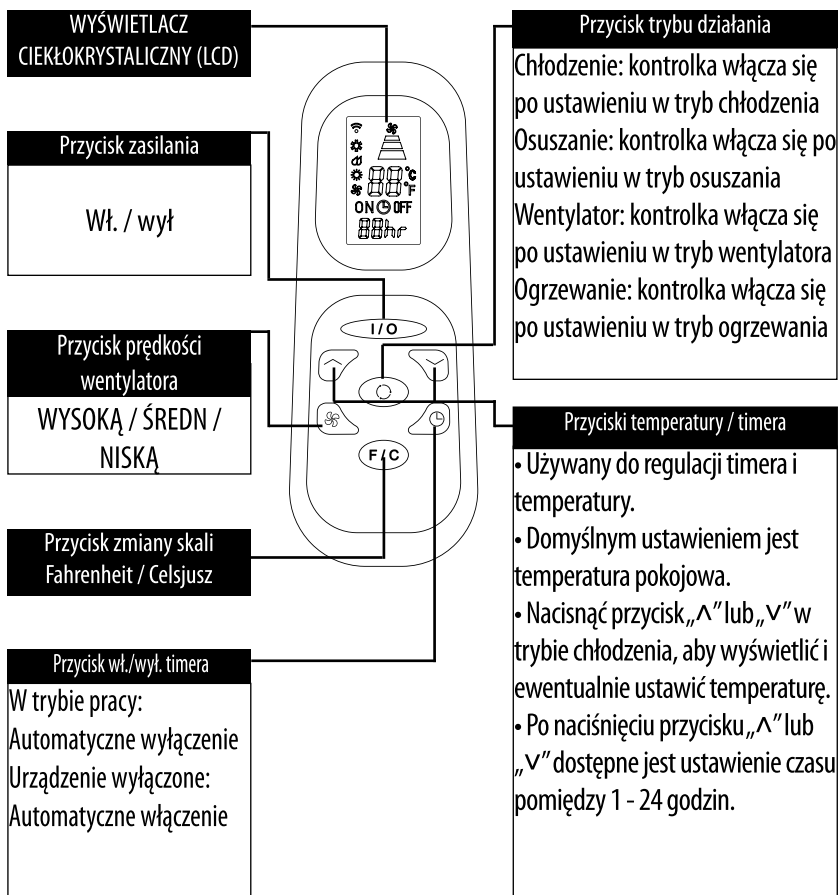 WYŚWIETLACZ
CIEKŁOKRYSTALICZNY (LCD)
Przycisk zasilania
Wł. / wył
Przycisk prędkości
wentylatora
WYSOKĄ / ŚREDN /
NISKĄ
Przycisk zmiany skali
Fahrenheit / Celsjusz
Przycisk wł./wył. timera
W trybie pracy:
Automatyczne wyłączenie
Urządzenie wyłączone:
Automatyczne włączenie
°C
88°F
ON OFF
88hr
I/O
F/C
Przycisk trybu działania
Chłodzenie: kontrolka włącza się
po ustawieniu w tryb chłodzenia
Osuszanie: kontrolka włącza się po
ustawieniu w tryb osuszania
Wentylator: kontrolka włącza się
po ustawieniu w tryb wentylatora
Ogrzewanie: kontrolka włącza się
po ustawieniu w tryb ogrzewania
Przyciski temperatury / timera
• Używany do regulacji timera i
temperatury.
• Domyślnym ustawieniem jest
temperatura pokojowa.
• Nacisnąć przycisk „Λ” lub „V” w
trybie chłodzenia, aby wyświetlić i
ewentualnie ustawić temperaturę.
• Po naciśnięciu przycisku „Λ” lub
„V” dostępne jest ustawienie czasu
pomiędzy 1 - 24 godzin.